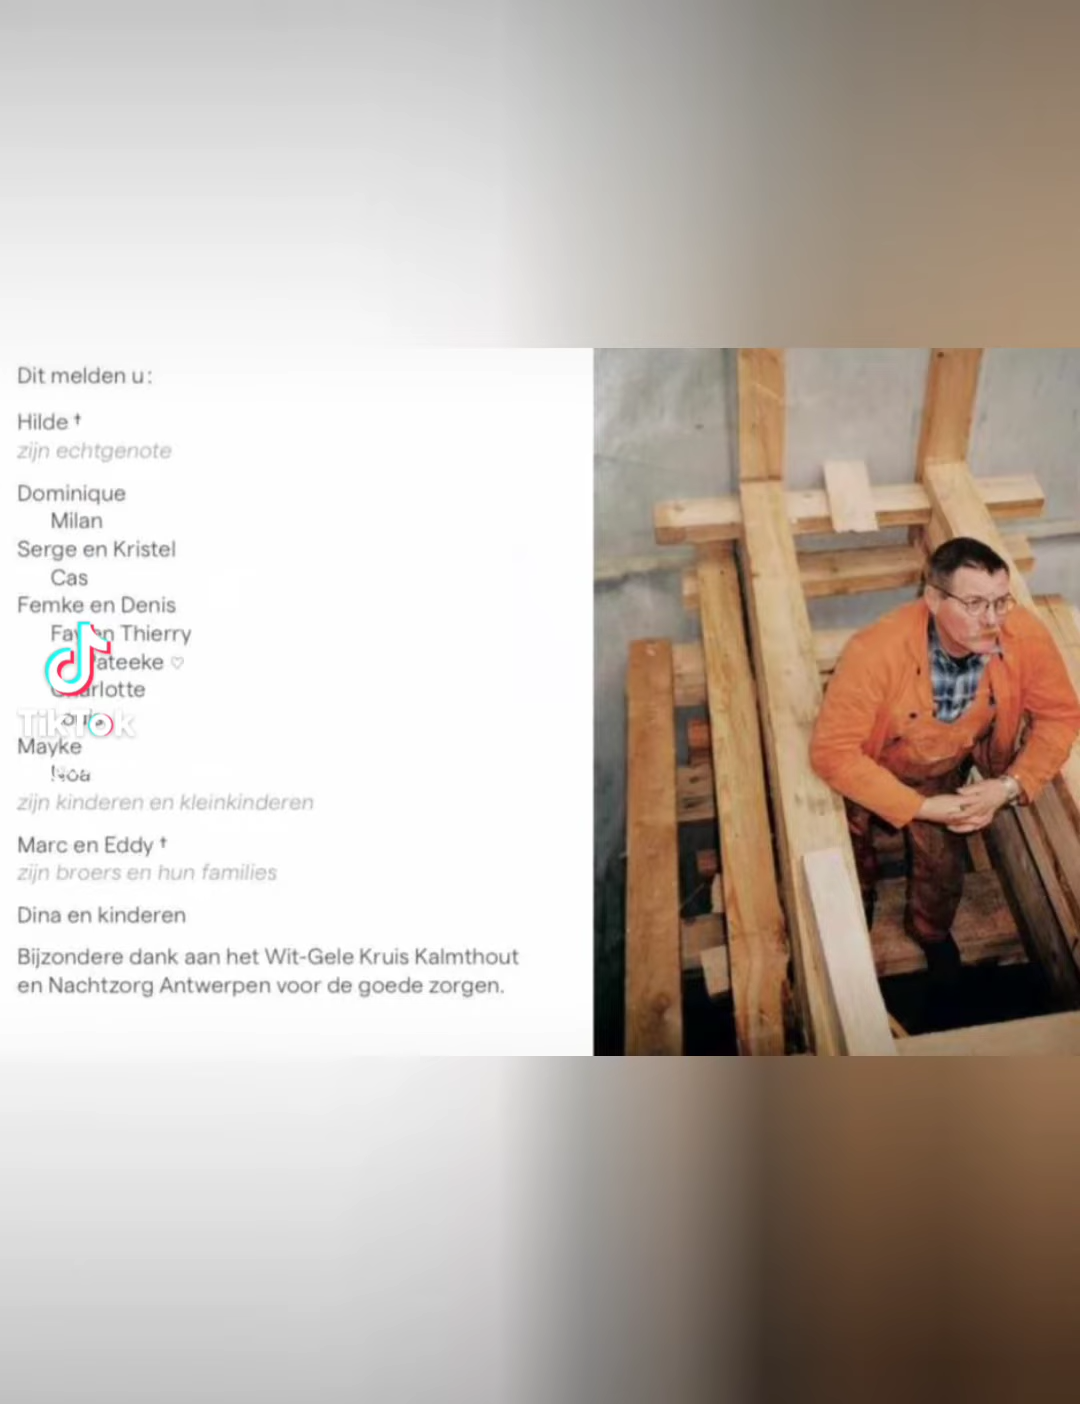 Dit melden u:
Hilde †
zijn echtgenote
Dominique
Milan
Serge en Kristel
Cas
Femke en Denis
en Thierry
♡
Mayke
Noa
zijn kinderen en kleinkinderen
Marc en Eddy †
zijn broers en hun families
Dina en kinderen
Bijzondere dank aan het Wit-Gele Kruis Kalmthout
en Nachtzorg Antwerpen voor de goede zorgen.
TikTok